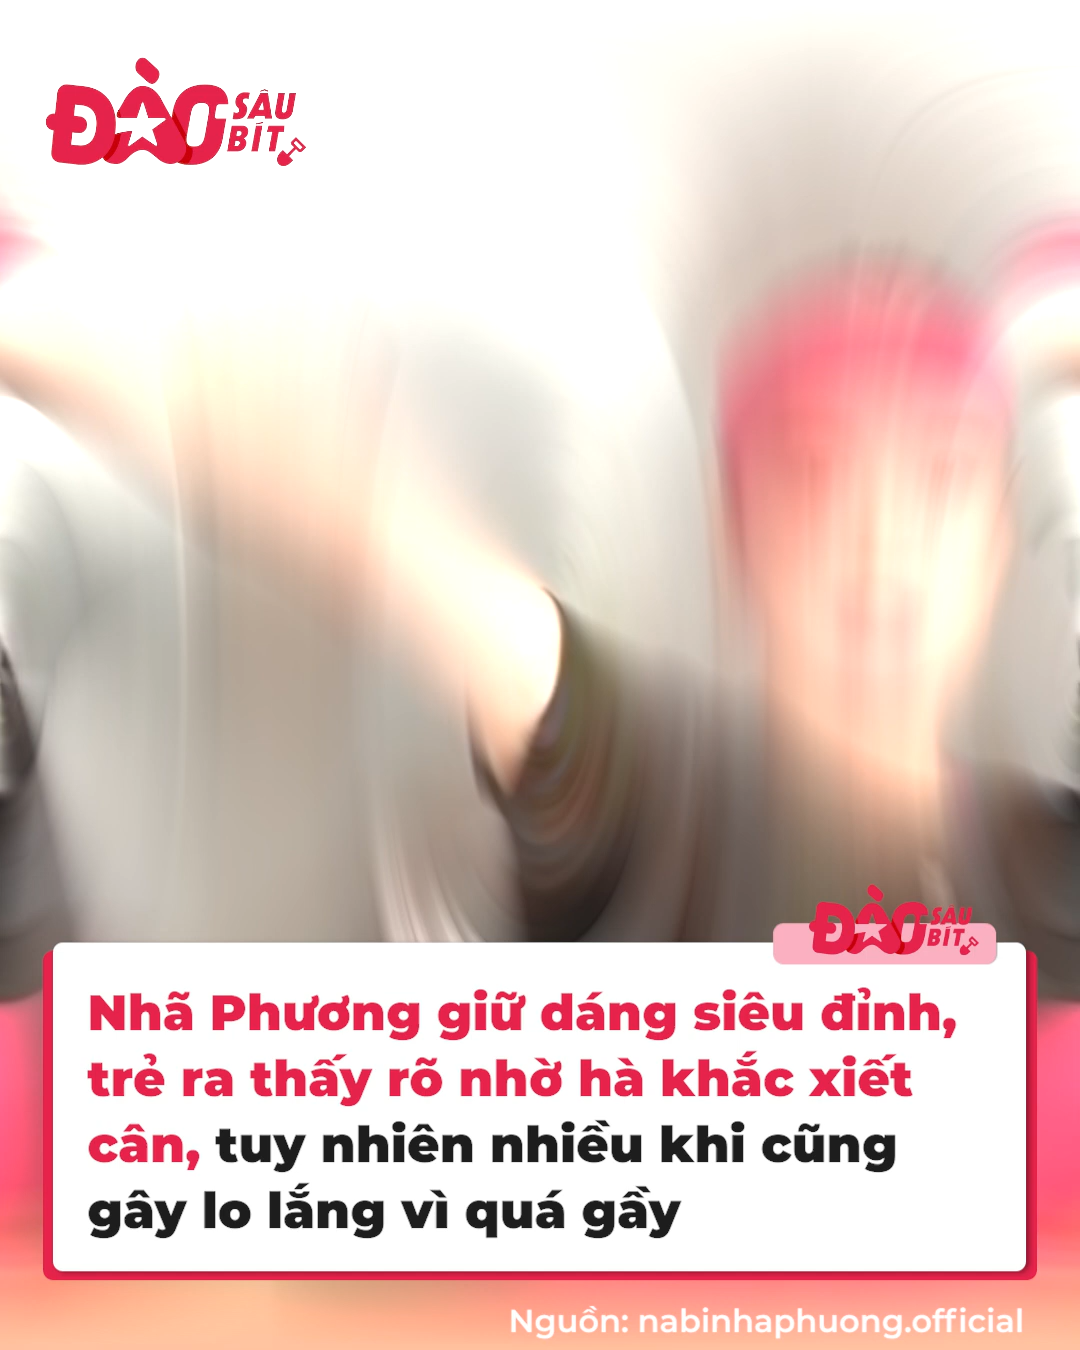 ĐÀO SÂU BÍT
ĐÀO SÂU BÍT
Nhã Phương giữ dáng siêu đỉnh,
trẻ ra thấy rõ nhờ hà khắc xiết
cân, tuy nhiên nhiều khi cũng
gây lo lắng vì quá gầy
Nguồn: nabinhaphuong.official